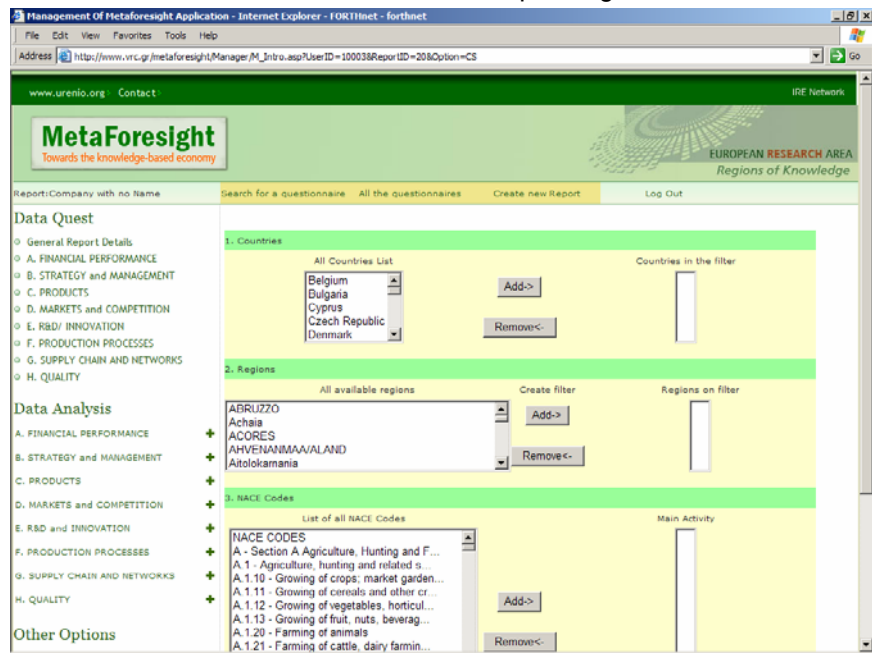 Management Of Metaforesight Application - Internet Explorer - FORTHnet - forthnet
File Edit View Favorites Tools Help
Address http://www.vrc.gr/metaforesight/Manager/M_Intro.asp?UserID=10003&ReportID=20&Option=CS Go
www.urenio.org Contact IRE Network
MetaForesight
Towards the knowledge-based economy
EUROPEAN RESEARCH AREA
Regions of Knowledge
Report:Company with no Name Search for a questionnaire All the questionnaires Create new Report Log Out
Data Quest
General Report Details
A. FINANCIAL PERFORMANCE
B. STRATEGY and MANAGEMENT
C. PRODUCTS
D. MARKETS and COMPETITION
E. R&D/ INNOVATION
F. PRODUCTION PROCESSES
G. SUPPLY CHAIN AND NETWORKS
H. QUALITY
Data Analysis
A. FINANCIAL PERFORMANCE +
B. STRATEGY and MANAGEMENT +
C. PRODUCTS +
D. MARKETS and COMPETITION +
E. R&D and INNOVATION +
F. PRODUCTION PROCESSES +
G. SUPPLY CHAIN AND NETWORKS +
H. QUALITY +
Other Options
1. Countries
All Countries List Countries in the filter
Belgium
Bulgaria
Cyprus
Czech Republic
Denmark
Add->
Remove<-
2. Regions
All available regions Create filter Regions on filter
ABRUZZO
Achaia
ACORES
AHVENANMAA/ALAND
Aitolokarnania
Add->
Remove<-
3. NACE Codes
List of all NACE Codes Main Activity
NACE CODES
A - Section A Agriculture, Hunting and F...
A.1 - Agriculture, hunting and related s...
A.1.10 - Growing of crops; market garden...
A.1.11 - Growing of cereals and other cr...
A.1.12 - Growing of vegetables, horticul...
A.1.13 - Growing of fruit, nuts, beverag...
A.1.20 - Farming of animals
A.1.21 - Farming of cattle, dairy farmin...
Add->
Remove<-